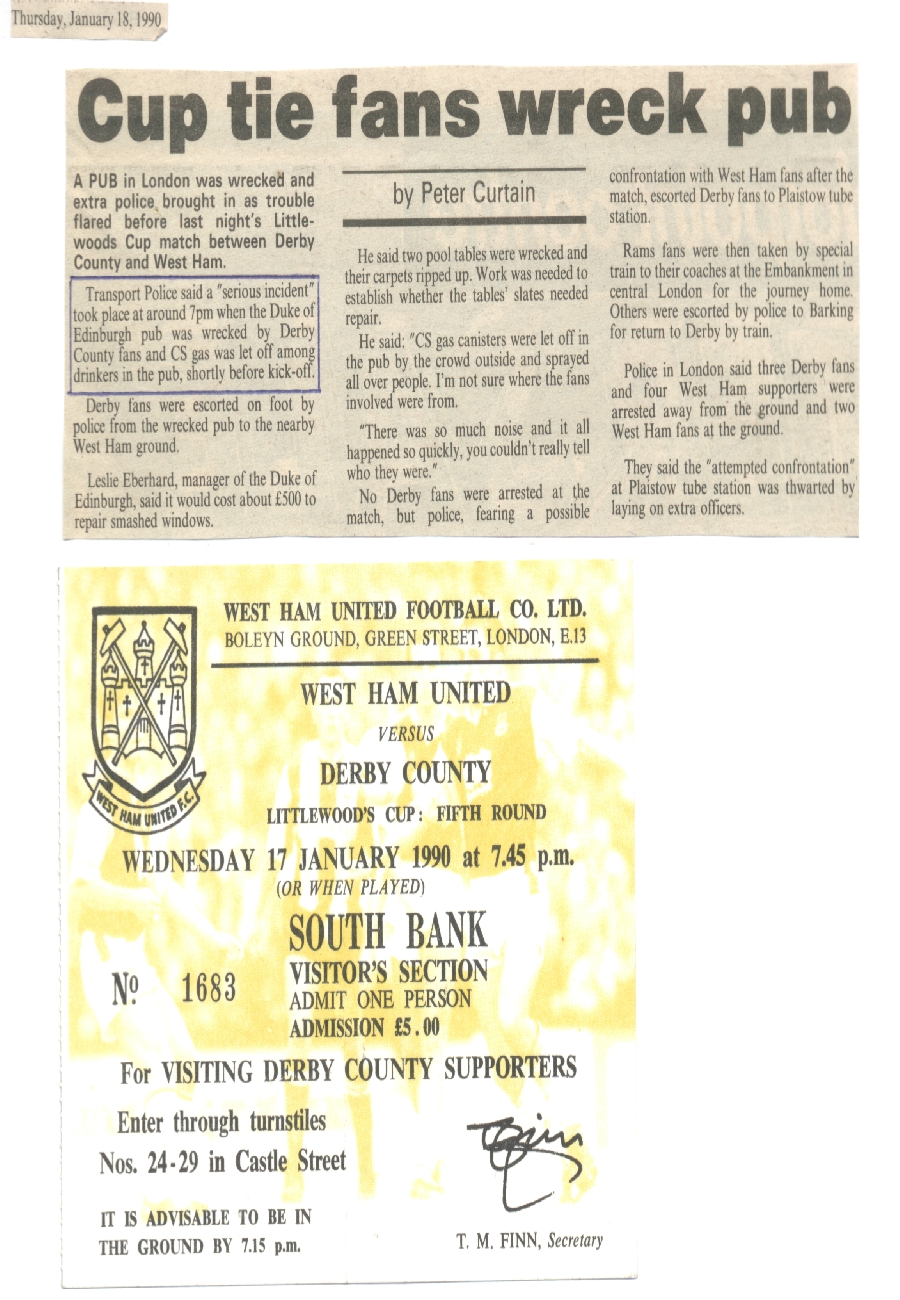 Thursday, January 18, 1990
Cup tie fans wreck pub
A PUB in London was wrecked and
extra police brought in as trouble
flared before last night's Little-
woods Cup match between Derby
County and West Ham.
Transport Police said a "serious incident"
took place at around 7pm when the Duke of
Edinburgh pub was wrecked by Derby
County fans and CS gas was let off among
drinkers in the pub, shortly before kick-off.
Derby fans were escorted on foot by
police from the wrecked pub to the nearby
West Ham ground.
Leslie Eberhard, manager of the Duke of
Edinburgh, said it would cost about £500 to
repair smashed windows.
by Peter Curtain
He said two pool tables were wrecked and
their carpets ripped up. Work was needed to
establish whether the tables' slates needed
repair.
He said: "CS gas canisters were let off in
the pub by the crowd outside and sprayed
all over people. I'm not sure where the fans
involved were from.
"There was so much noise and it all
happened so quickly, you couldn't really tell
who they were."
No Derby fans were arrested at the
match, but police, fearing a possible
confrontation with West Ham fans after the
match, escorted Derby fans to Plaistow tube
station.
Rams fans were then taken by special
train to their coaches at the Embankment in
central London for the journey home.
Others were escorted by police to Barking
for return to Derby by train.
Police in London said three Derby fans
and four West Ham supporters were
arrested away from the ground and two
West Ham fans at the ground.
They said the "attempted confrontation"
at Plaistow tube station was thwarted by
laying on extra officers.
WEST HAM UNITED FOOTBALL CO. LTD.
BOLEYN GROUND, GREEN STREET, LONDON, E.13
WEST HAM UNITED F.C.
WEST HAM UNITED
VERSUS
DERBY COUNTY
LITTLEWOOD'S CUP: FIFTH ROUND
WEDNESDAY 17 JANUARY 1990 at 7.45 p.m.
(OR WHEN PLAYED)
SOUTH BANK
VISITOR'S SECTION
Nº 1683
ADMIT ONE PERSON
ADMISSION £5.00
For VISITING DERBY COUNTY SUPPORTERS
Enter through turnstiles
Nos. 24-29 in Castle Street
IT IS ADVISABLE TO BE IN
THE GROUND BY 7.15 p.m.
T. M. FINN, Secretary